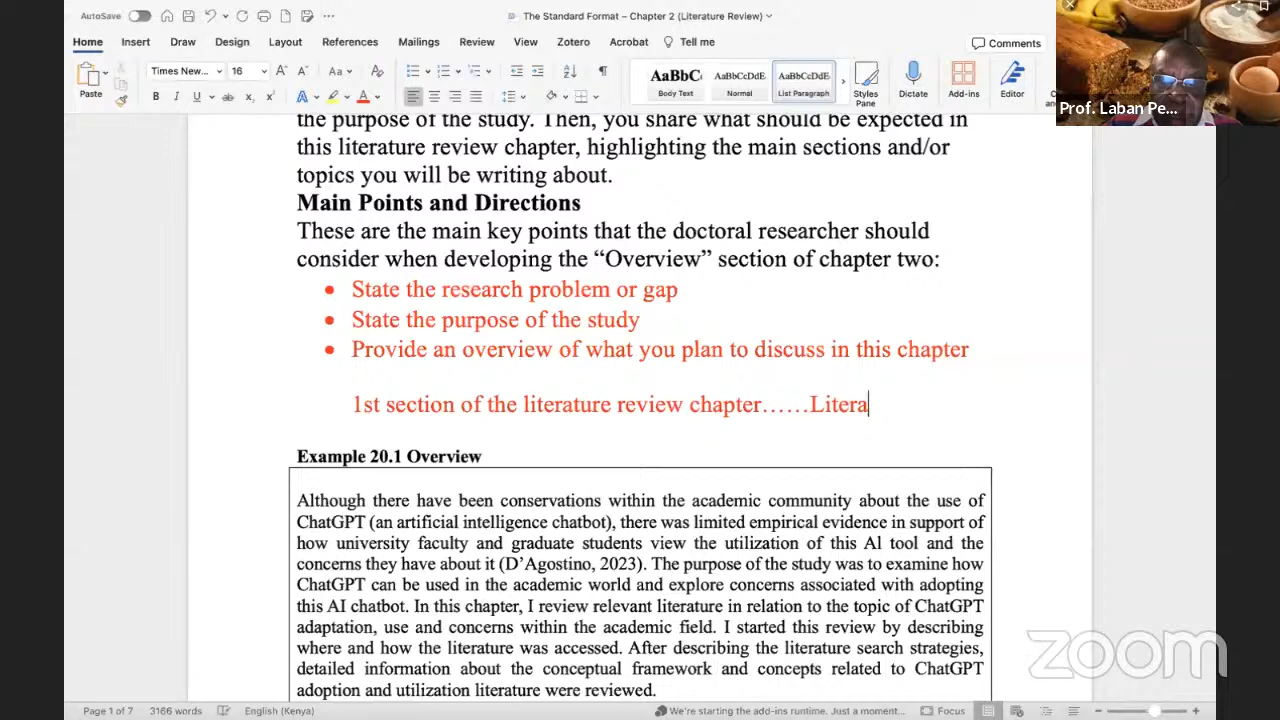 AutoSave
The Standard Format – Chapter 2 (Literature Review)
Home Insert Draw Design Layout References Mailings Review View Zotero Acrobat Tell me
Comments
Paste
Times New... 16
Aa
B I U ab x2 x2 A A
AaBbC AaBbCcDdE AaBbCcDdE
Body Text Normal List Paragraph
Styles Pane
Dictate
Add-ins
Editor
Prof. Laban Pe...
the purpose of the study. Then, you share what should be expected in
this literature review chapter, highlighting the main sections and/or
topics you will be writing about.
Main Points and Directions
These are the main key points that the doctoral researcher should
consider when developing the “Overview” section of chapter two:
• State the research problem or gap
• State the purpose of the study
• Provide an overview of what you plan to discuss in this chapter
1st section of the literature review chapter……Litera
Example 20.1 Overview
Although there have been conservations within the academic community about the use of
ChatGPT (an artificial intelligence chatbot), there was limited empirical evidence in support of
how university faculty and graduate students view the utilization of this Al tool and the
concerns they have about it (D’Agostino, 2023). The purpose of the study was to examine how
ChatGPT can be used in the academic world and explore concerns associated with adopting
this AI chatbot. In this chapter, I review relevant literature in relation to the topic of ChatGPT
adaptation, use and concerns within the academic field. I started this review by describing
where and how the literature was accessed. After describing the literature search strategies,
detailed information about the conceptual framework and concepts related to ChatGPT
adoption and utilization literature were reviewed.
zoom
Page 1 of 7 3166 words English (Kenya) We're starting the add-ins runtime. Just a moment... Focus